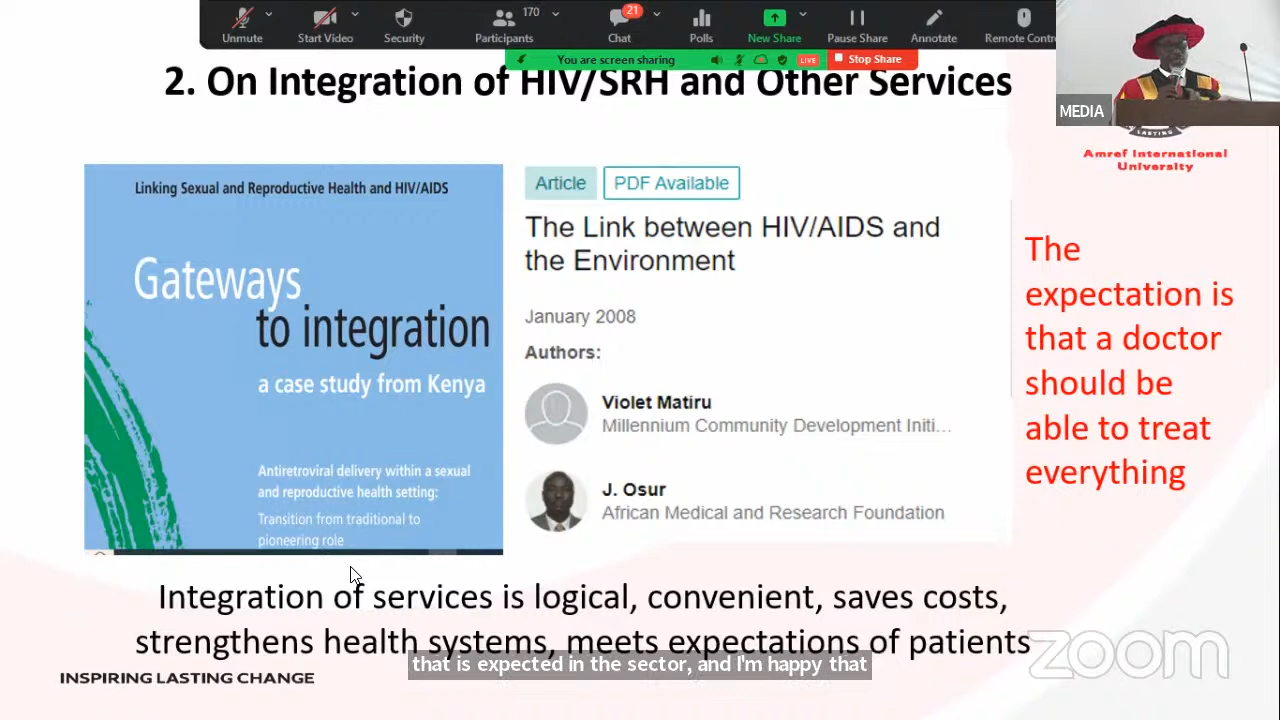 170
21
Unmute
Start Video
Security
Participants
Chat
Polls
New Share
Pause Share
Annotate
Remote Contr
You are screen sharing
LIVE
Stop Share
MEDIA
2. On Integration of HIV/SRH and Other Services
LASTING
Amref International
University
Linking Sexual and Reproductive Health and HIV/AIDS
Gateways
to integration
a case study from Kenya
Antiretroviral delivery within a sexual
and reproductive health setting:
Transition from traditional to
pioneering role
Article
PDF Available
The Link between HIV/AIDS and
the Environment
January 2008
Authors:
Violet Matiru
Millennium Community Development Initi...
J. Osur
African Medical and Research Foundation
The
expectation is
that a doctor
should be
able to treat
everything
Integration of services is logical, convenient, saves costs,
strengthens health systems, meets expectations of patients
that is expected in the sector, and I'm happy that
INSPIRING LASTING CHANGE
zoom